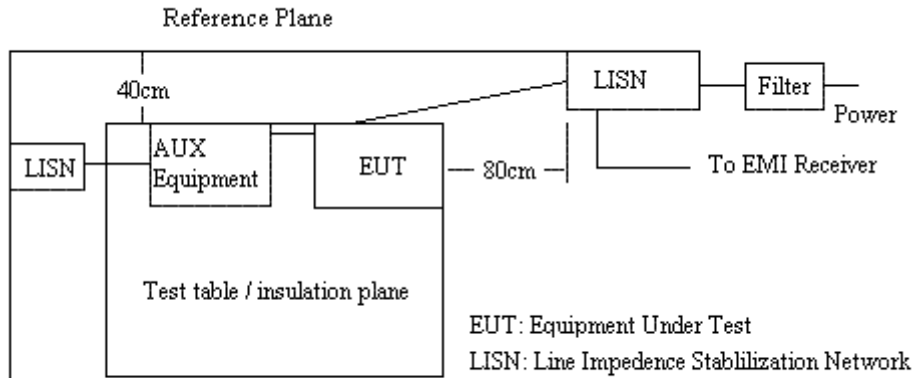 Reference Plane
40cm
LISN
Filter
Power
LISN
AUX
Equipment
EUT
80cm
To EMI Receiver
Test table / insulation plane
EUT: Equipment Under Test
LISN: Line Impedence Stablilization Network